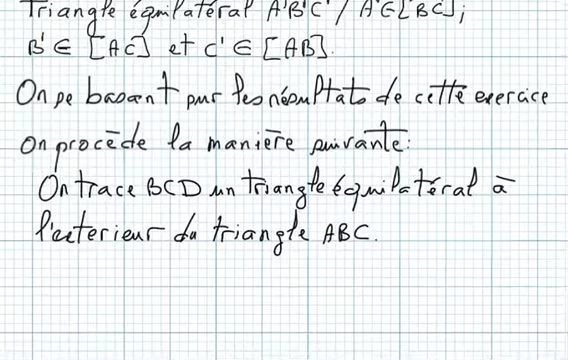 Triangle équilatéral A'B'C' / A'∈[BC];
B'∈ [AC] et C'∈ [AB].
On se basant sur les résultats de cette exercice
On procède la manière suivante:
On trace BCD un triangle équilatéral à
l'exterieur du triangle ABC.